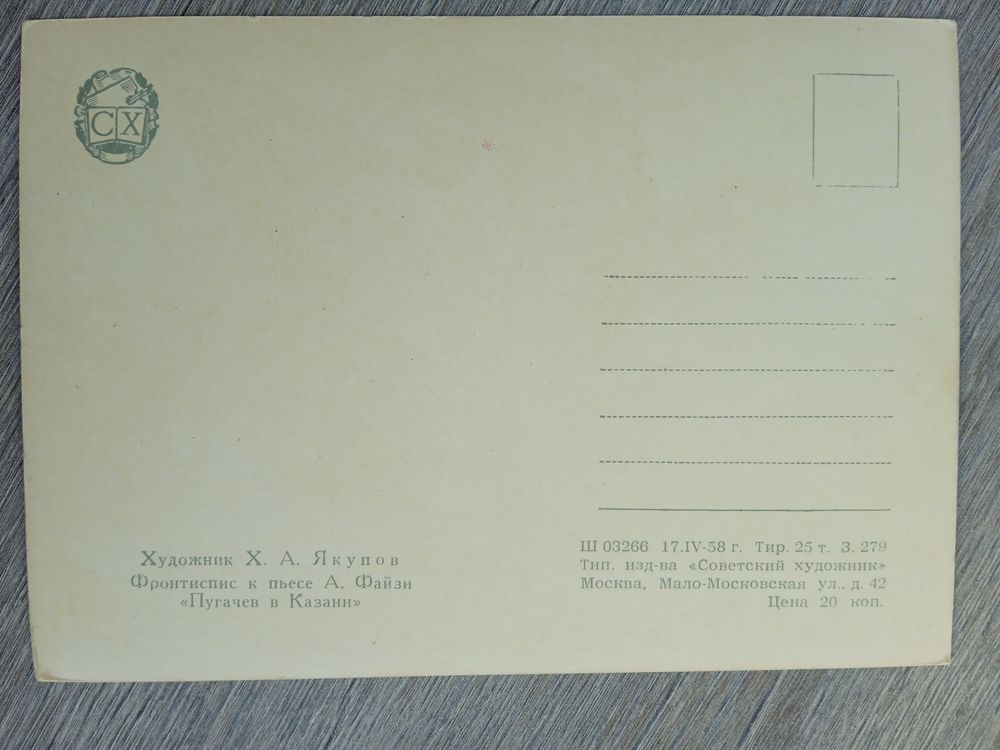 СХ
Художник Х. А. Якупов
Фронтиспис к пьесе А. Файзи
«Пугачев в Казани»
Ш 03266 17.IV-58 г. Тир. 25 т. З. 279
Тип. изд-ва «Советский художник»
Москва, Мало-Московская ул., д. 42
Цена 20 коп.